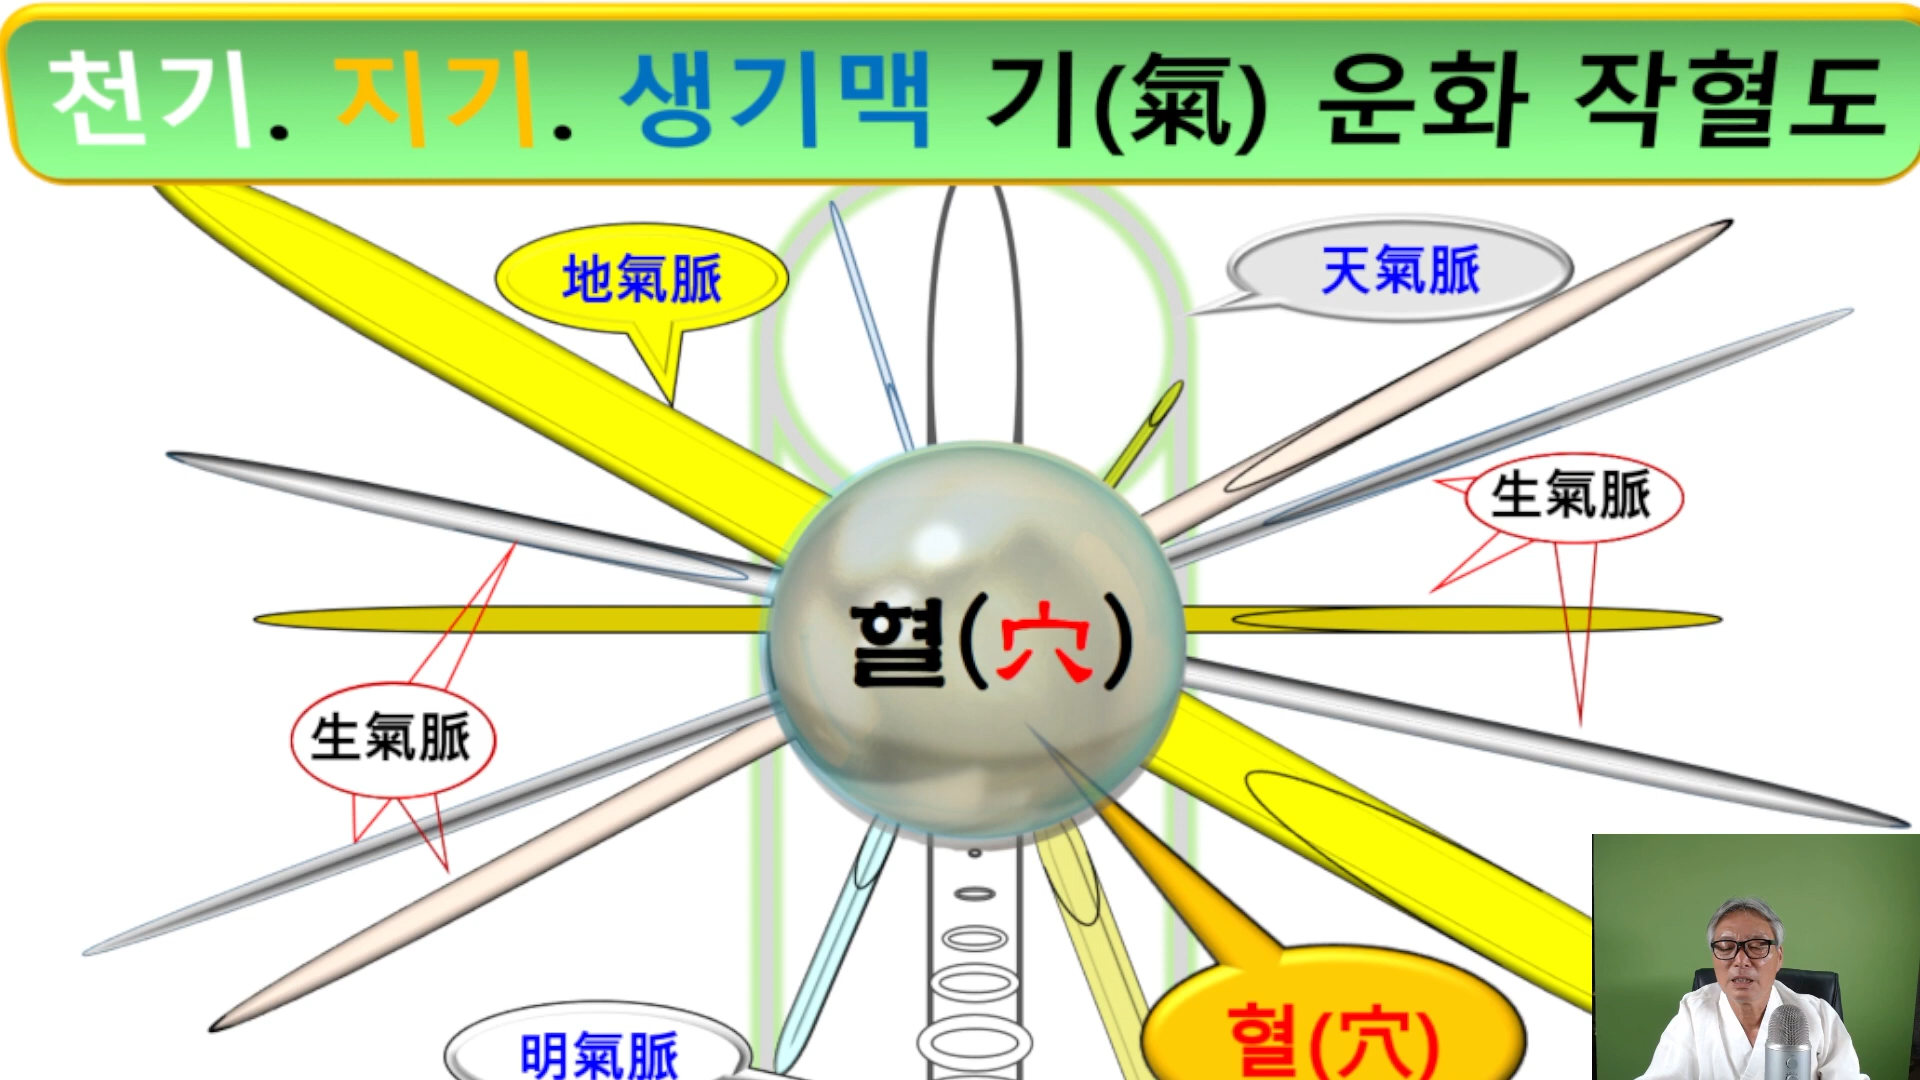 천기. 지기. 생기맥 기(氣) 운화 작혈도
地氣脈
天氣脈
生氣脈
혈(穴)
生氣脈
明氣脈
혈(穴)